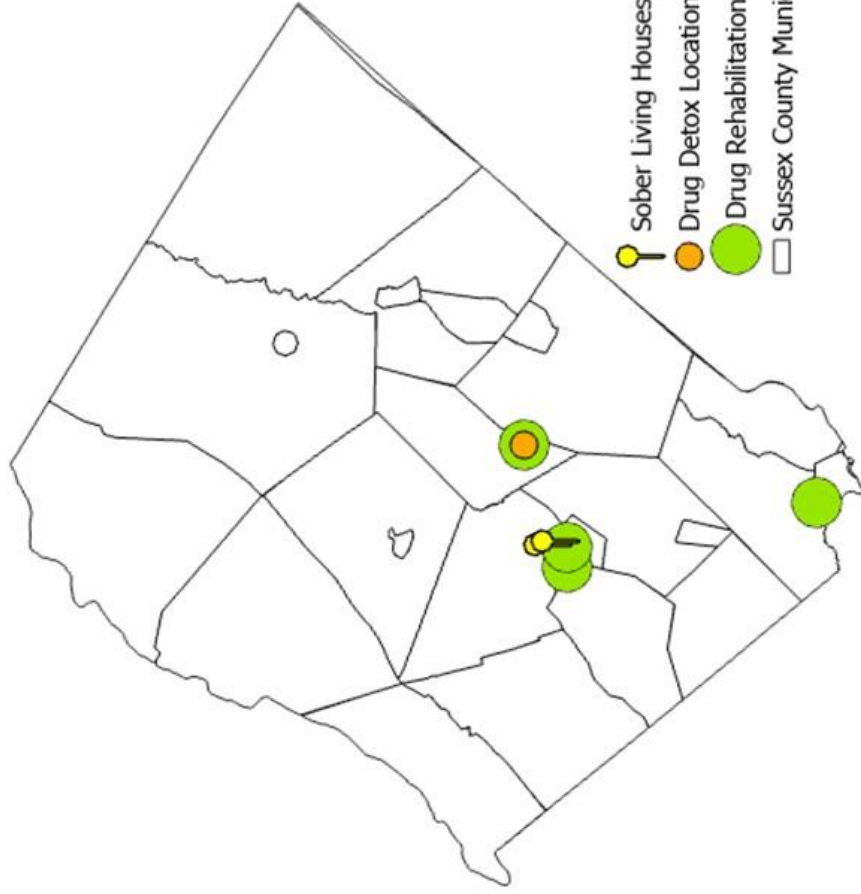 Sober Living Houses
Drug Detox Location
Drug Rehabilitation
Sussex County Muni